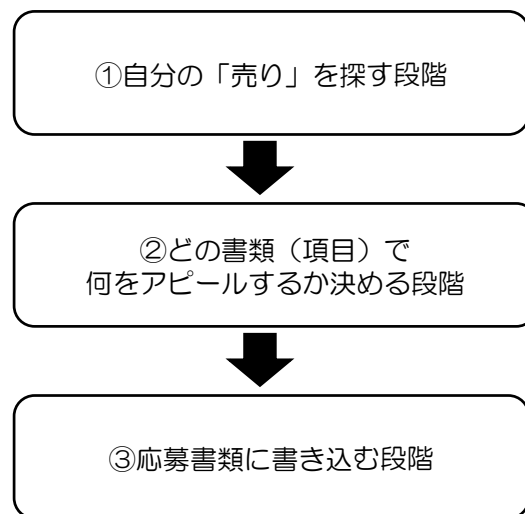 ①自分の「売り」を探す段階
②どの書類（項目）で
何をアピールするか決める段階
③応募書類に書き込む段階